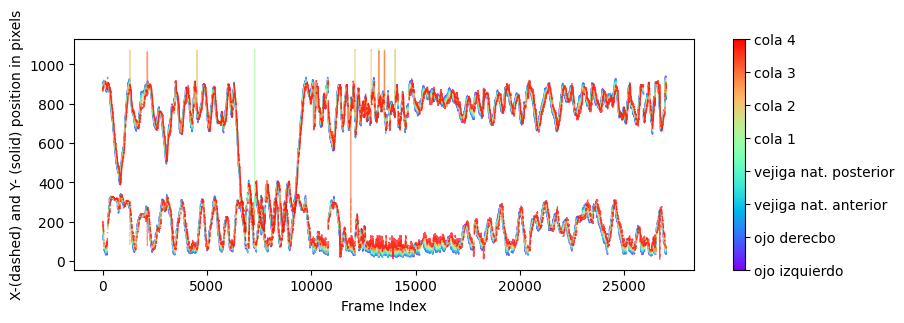 X-(dashed) and Y- (solid) position in pixels
1000
800
600
400
200
0
0
5000
10000
15000
20000
25000
Frame Index
cola 4
cola 3
cola 2
cola 1
vejiga nat. posterior
vejiga nat. anterior
ojo derecbo
ojo izquierdo